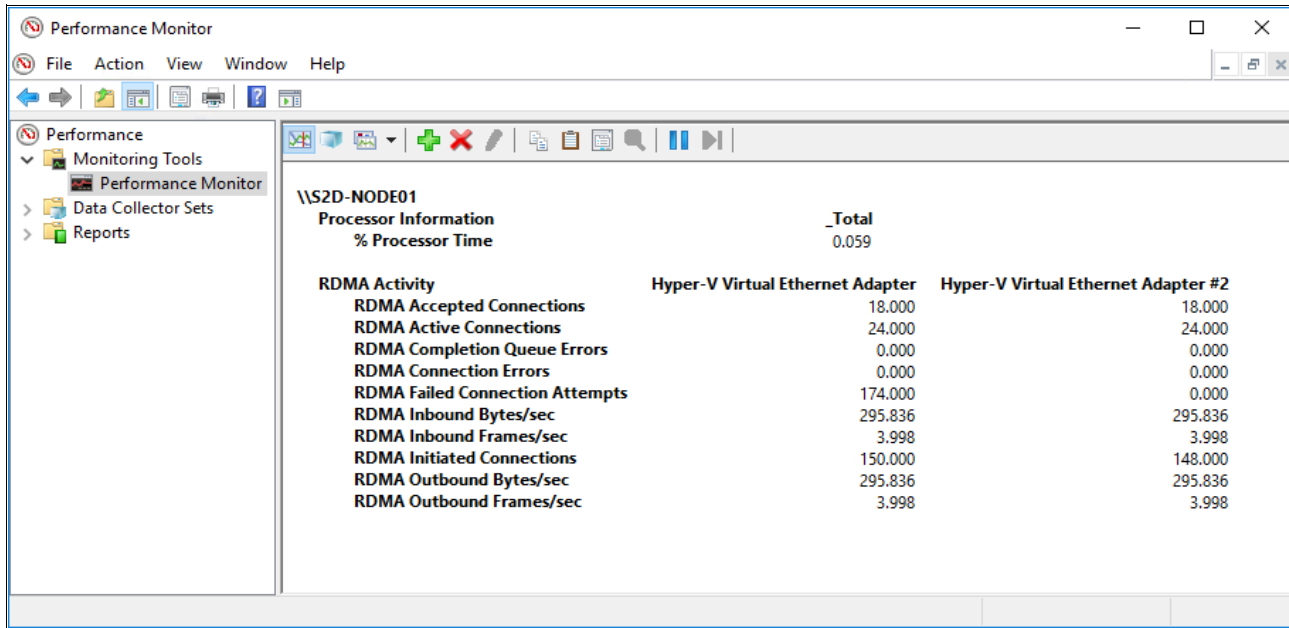 Performance Monitor
File Action View Window Help
Performance
Monitoring Tools
Performance Monitor
Data Collector Sets
Reports
\\S2D-NODE01
Processor Information _Total
% Processor Time 0.059
RDMA Activity Hyper-V Virtual Ethernet Adapter Hyper-V Virtual Ethernet Adapter #2
RDMA Accepted Connections 18.000 18.000
RDMA Active Connections 24.000 24.000
RDMA Completion Queue Errors 0.000 0.000
RDMA Connection Errors 0.000 0.000
RDMA Failed Connection Attempts 174.000 0.000
RDMA Inbound Bytes/sec 295.836 295.836
RDMA Inbound Frames/sec 3.998 3.998
RDMA Initiated Connections 150.000 148.000
RDMA Outbound Bytes/sec 295.836 295.836
RDMA Outbound Frames/sec 3.998 3.998